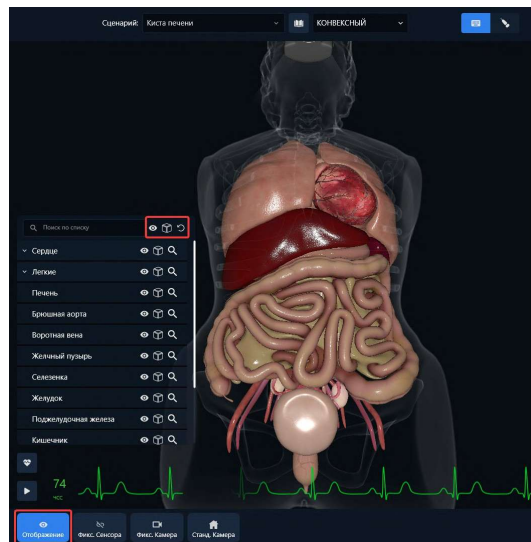 Сценарий: Киста печени КОНВЕКСНЫЙ
Поиск по списку
Сердце
Легкие
Печень
Брюшная аорта
Воротная вена
Желчный пузырь
Селезенка
Желудок
Поджелудочная железа
Кишечник
74
ЧСС
Отображение Фикс. Сенсора Фикс. Камера Станд. Камера